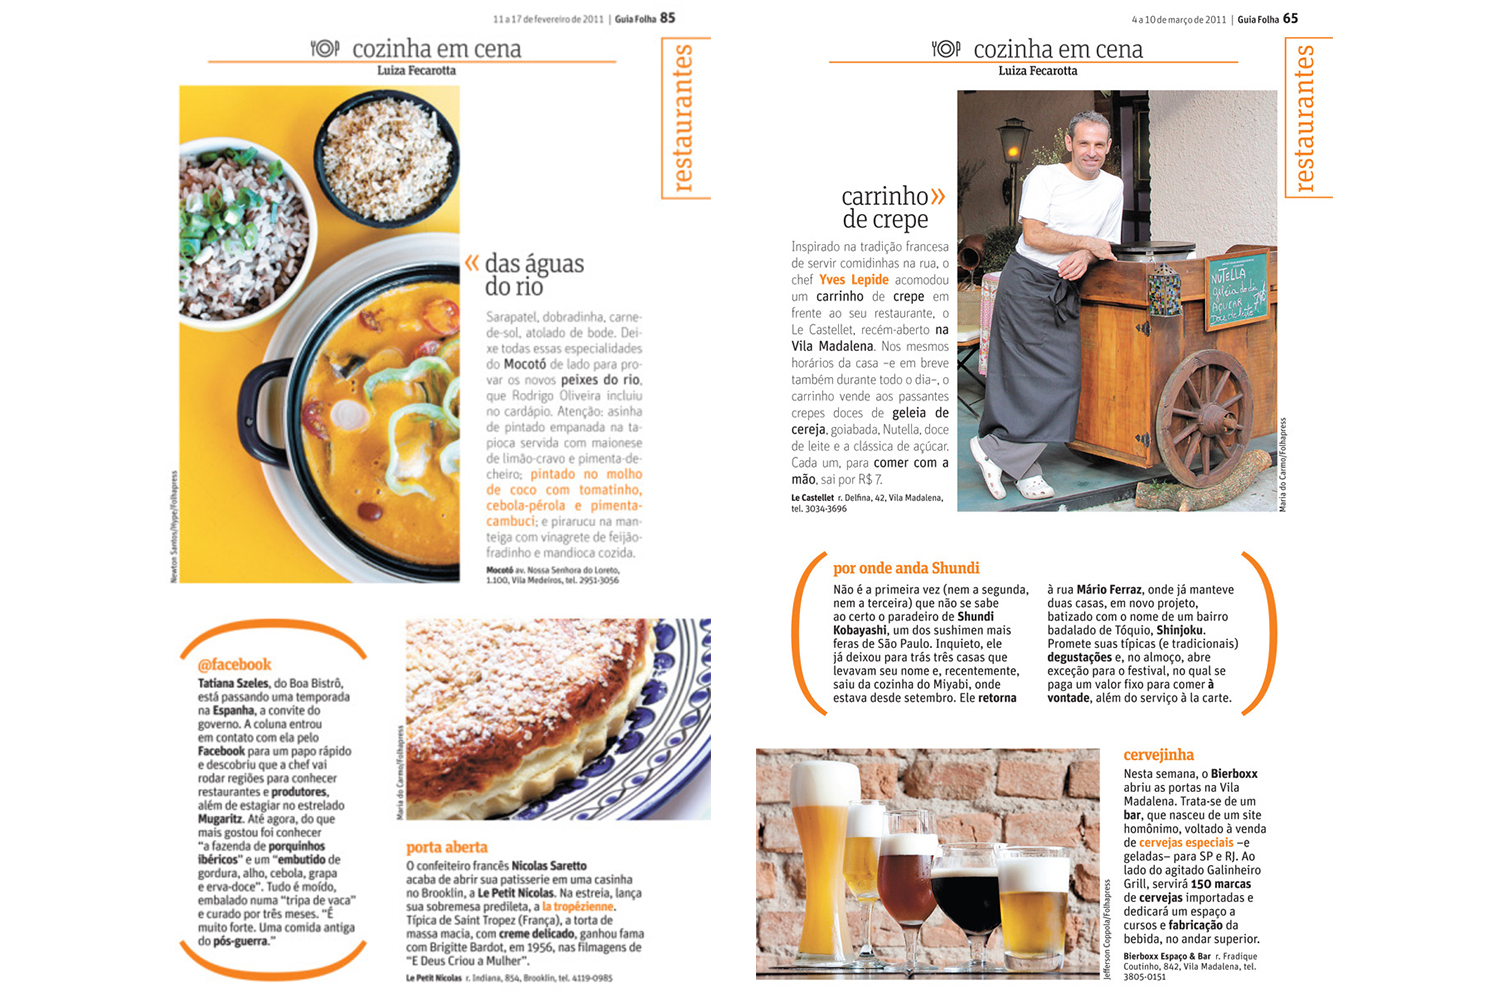 11 a 17 de fevereiro de 2011 | Guia Folha 85
cozinha em cena
Luiza Fecarotta
restaurantes
« das águas
do rio
Sarapatel, dobradinha, carne-
de-sol, atolado de bode. Dei-
xe todas essas especialidades
do Mocotó de lado para pro-
var os novos peixes do rio,
que Rodrigo Oliveira incluiu
no cardápio. Atenção: asinha
de pintado empanada na ta-
pioca servida com maionese
de limão-cravo e pimenta-de-
cheiro; pintado no molho
de coco com tomatinho,
cebola-pérola e pimenta-
cambuci; e pirarucu na man-
teiga com vinagrete de feijão-
fradinho e mandioca cozida.
Mocotó av. Nossa Senhora do Loreto,
1.100, Vila Medeiros, tel. 2951-3056
Newton Santos/Hype/Folhapress
@facebook
Tatiana Szeles, do Boa Bistrô,
está passando uma temporada
na Espanha, a convite do
governo. A coluna entrou
em contato com ela pelo
Facebook para um papo rápido
e descobriu que a chef vai
rodar regiões para conhecer
restaurantes e produtores,
além de estagiar no estrelado
Mugaritz. Até agora, do que
mais gostou foi conhecer
"a fazenda de porquinhos
ibéricos" e um "embutido de
gordura, alho, cebola, grapa
e erva-doce". Tudo é moído,
embalado numa "tripa de vaca"
e curado por três meses. "É
muito forte. Uma comida antiga
do pós-guerra."
Maria do Carmo/Folhapress
porta aberta
O confeiteiro francês Nicolas Saretto
acaba de abrir sua patisserie em uma casinha
no Brooklin, a Le Petit Nicolas. Na estreia, lança
sua sobremesa predileta, a la tropézienne.
Típica de Saint Tropez (França), a torta de
massa macia, com creme delicado, ganhou fama
com Brigitte Bardot, em 1956, nas filmagens de
"E Deus Criou a Mulher".
Le Petit Nicolas r. Indiana, 854, Brooklin, tel. 4119-0985
4 a 10 de março de 2011 | Guia Folha 65
cozinha em cena
Luiza Fecarotta
restaurantes
carrinho »
de crepe
Inspirado na tradição francesa
de servir comidinhas na rua, o
chef Yves Lepide acomodou
um carrinho de crepe em
frente ao seu restaurante, o
Le Castellet, recém-aberto na
Vila Madalena. Nos mesmos
horários da casa –e em breve
também durante todo o dia–, o
carrinho vende aos passantes
crepes doces de geleia de
cereja, goiabada, Nutella, doce
de leite e a clássica de açúcar.
Cada um, para comer com a
mão, sai por R$ 7.
Le Castellet r. Delfina, 42, Vila Madalena,
tel. 3034-3696
NUTELLA
Geleia do dia
AÇUCAR
Doce de leite
Maria do Carmo/Folhapress
por onde anda Shundi
Não é a primeira vez (nem a segunda,
nem a terceira) que não se sabe
ao certo o paradeiro de Shundi
Kobayashi, um dos sushimen mais
feras de São Paulo. Inquieto, ele
já deixou para trás três casas que
levavam seu nome e, recentemente,
saiu da cozinha do Miyabi, onde
estava desde setembro. Ele retorna
à rua Mário Ferraz, onde já manteve
duas casas, em novo projeto,
batizado com o nome de um bairro
badalado de Tóquio, Shinjoku.
Promete suas típicas (e tradicionais)
degustações e, no almoço, abre
exceção para o festival, no qual se
paga um valor fixo para comer à
vontade, além do serviço à la carte.
Jefferson Coppola/Folhapress
cervejinha
Nesta semana, o Bierboxx
abriu as portas na Vila
Madalena. Trata-se de um
bar, que nasceu de um site
homônimo, voltado à venda
de cervejas especiais –e
geladas– para SP e RJ. Ao
lado do agitado Galinheiro
Grill, servirá 150 marcas
de cervejas importadas e
dedicará um espaço a
cursos e fabricação da
bebida, no andar superior.
Bierboxx Espaço & Bar r. Fradique
Coutinho, 842, Vila Madalena, tel.
3805-0151